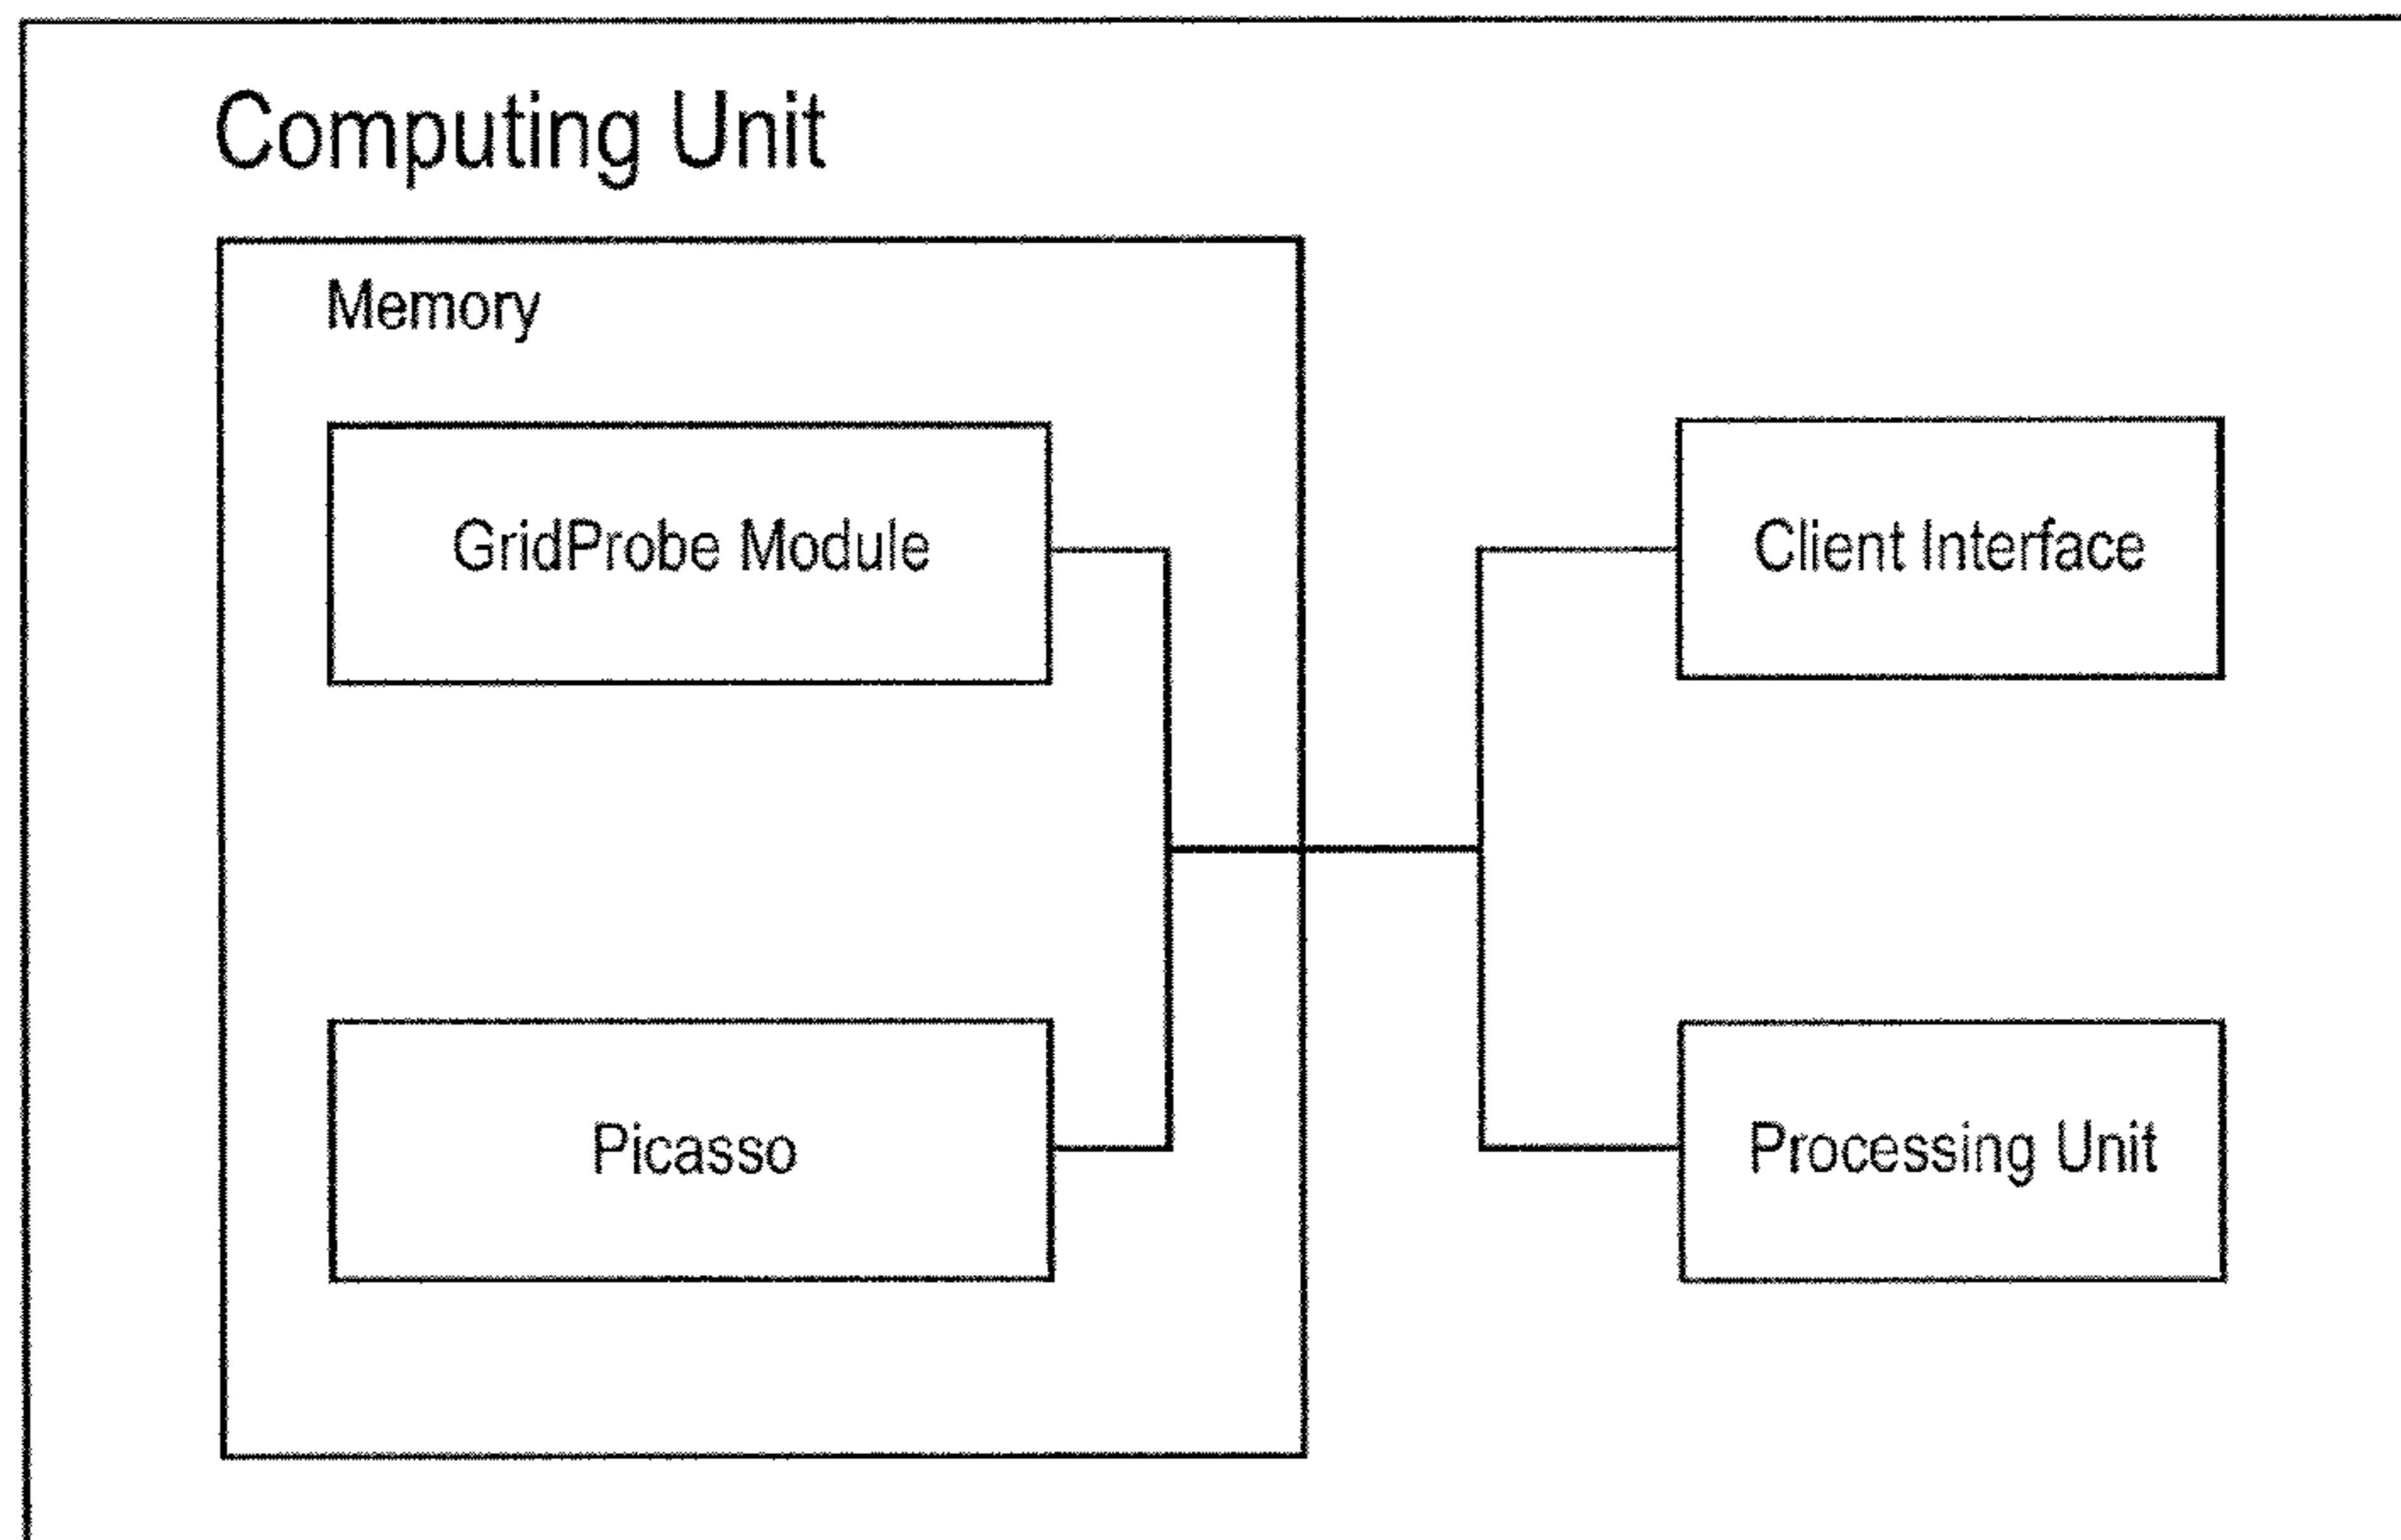 Computing Unit
Memory
GridProbe Module
Client Interface
Picasso
Processing Unit